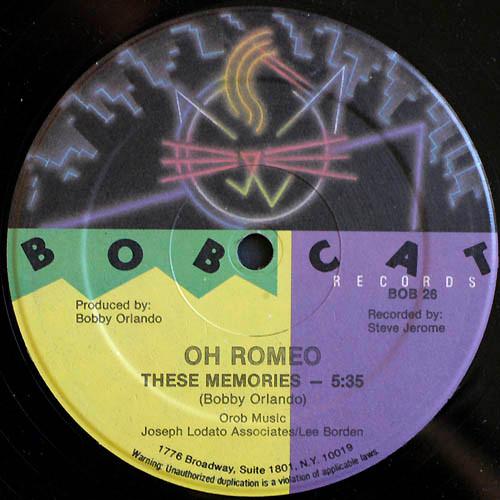 BOBCAT
RECORDS
BOB 26
Produced by:
Bobby Orlando
Recorded by:
Steve Jerome
OH ROMEO
THESE MEMORIES — 5:35
(Bobby Orlando)
Orob Music
Joseph Lodato Associates/Lee Borden
1776 Broadway, Suite 1801, N.Y. 10019
Warning: Unauthorized duplication is a violation of applicable laws.